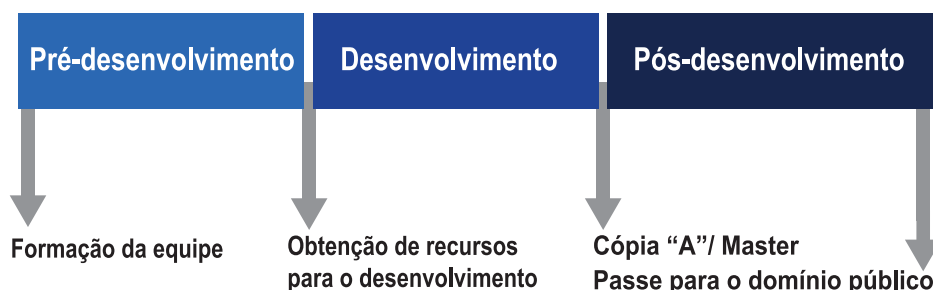 Pré-desenvolvimento
Desenvolvimento
Pós-desenvolvimento
Formação da equipe
Obtenção de recursos
para o desenvolvimento
Cópia “A”/ Master
Passe para o domínio público